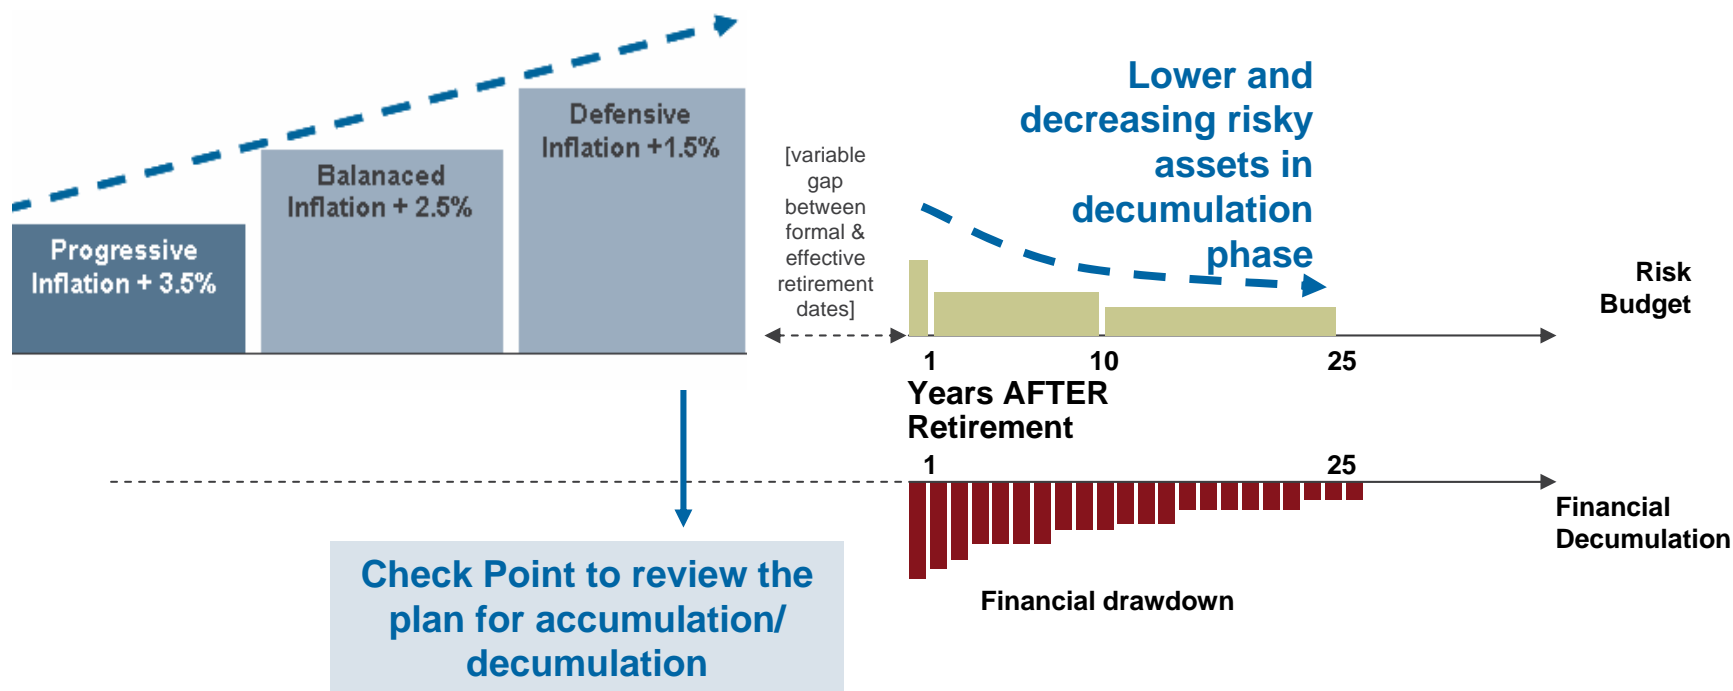 Progressive
Inflation + 3.5%
Balanaced
Inflation + 2.5%
Defensive
Inflation +1.5%
[variable
gap
between
formal &
effective
retirement
dates]
Lower and
decreasing risky
assets in
decumulation
phase
Risk
Budget
1
10
25
Years AFTER
Retirement
1
25
Financial
Decumulation
Financial drawdown
Check Point to review the
plan for accumulation/
decumulation